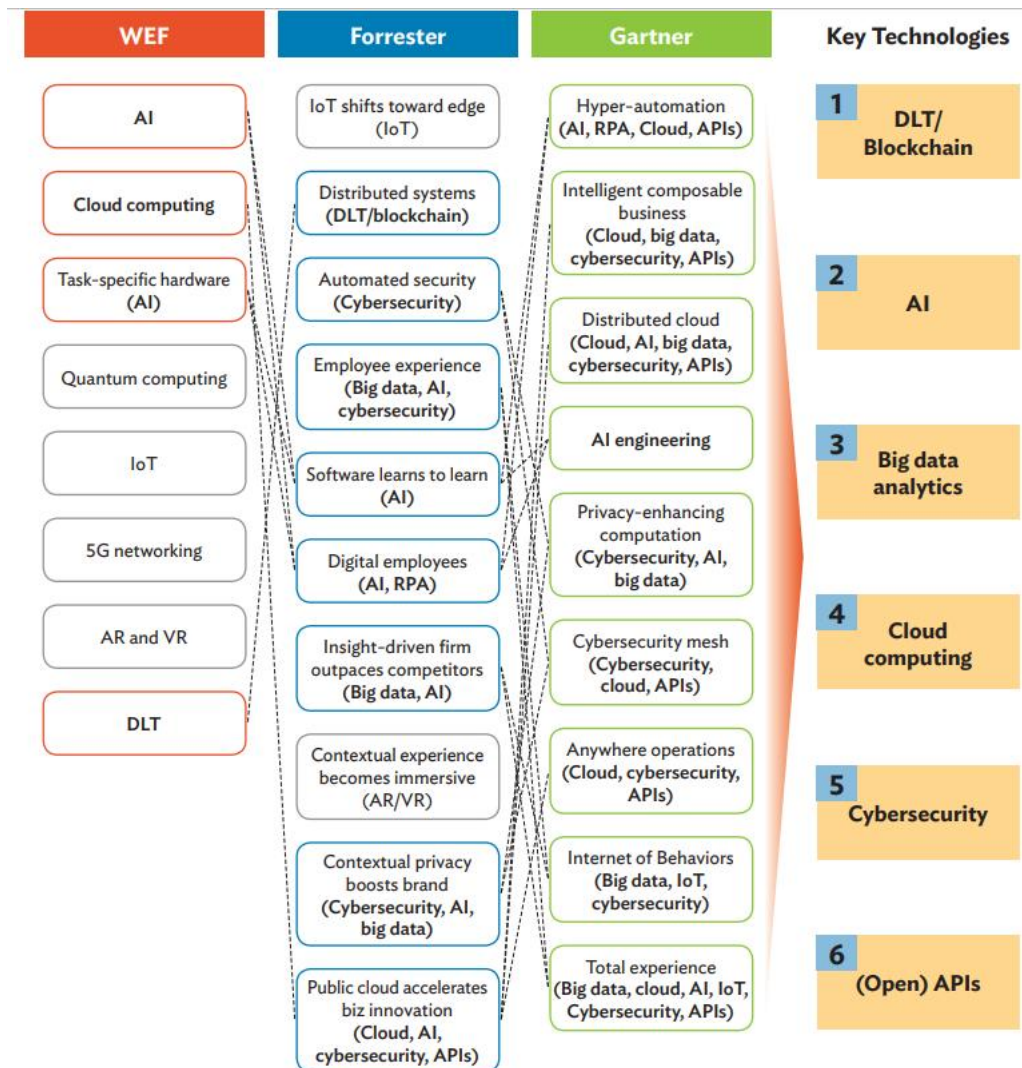 WEF
AI
Cloud computing
Task-specific hardware
(AI)
Quantum computing
IoT
5G networking
AR and VR
DLT
Forrester
IoT shifts toward edge
(IoT)
Distributed systems
(DLT/blockchain)
Automated security
(Cybersecurity)
Employee experience
(Big data, AI,
cybersecurity)
Software learns to learn
(AI)
Digital employees
(AI, RPA)
Insight-driven firm
outpaces competitors
(Big data, AI)
Contextual experience
becomes immersive
(AR/VR)
Contextual privacy
boosts brand
(Cybersecurity, AI,
big data)
Public cloud accelerates
biz innovation
(Cloud, AI,
cybersecurity, APIs)
Gartner
Hyper-automation
(AI, RPA, Cloud, APIs)
Intelligent composable
business
(Cloud, big data,
cybersecurity, APIs)
Distributed cloud
(Cloud, AI, big data,
cybersecurity, APIs)
AI engineering
Privacy-enhancing
computation
(Cybersecurity, AI,
big data)
Cybersecurity mesh
(Cybersecurity,
cloud, APIs)
Anywhere operations
(Cloud, cybersecurity,
APIs)
Internet of Behaviors
(Big data, IoT,
cybersecurity)
Total experience
(Big data, cloud, AI, IoT,
Cybersecurity, APIs)
Key Technologies
1
DLT/
Blockchain
2
AI
3
Big data
analytics
4
Cloud
computing
5
Cybersecurity
6
(Open) APIs